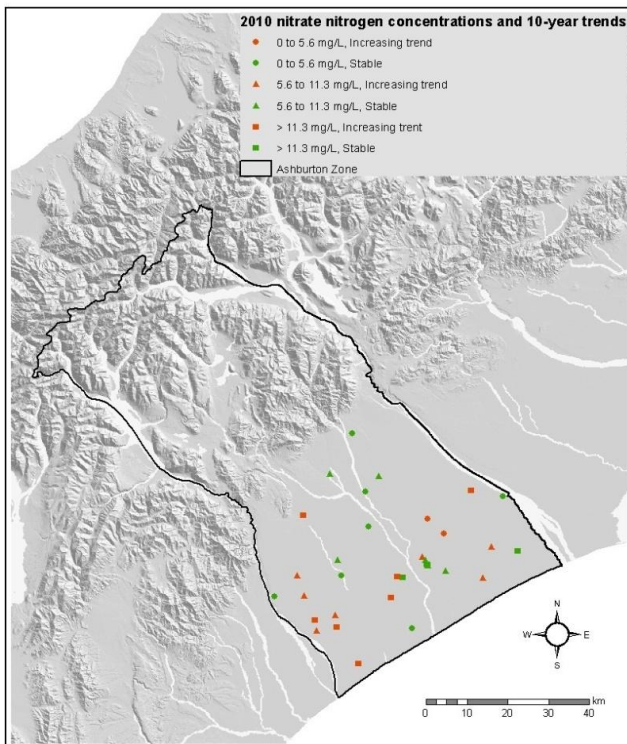 2010 nitrate nitrogen concentrations and 10-year trends
0 to 5.6 mg/L, Increasing trend
0 to 5.6 mg/L, Stable
5.6 to 11.3 mg/L, Increasing trend
5.6 to 11.3 mg/L, Stable
> 11.3 mg/L, Increasing trent
> 11.3 mg/L, Stable
Ashburton Zone
N
W E
S
km
0 10 20 30 40